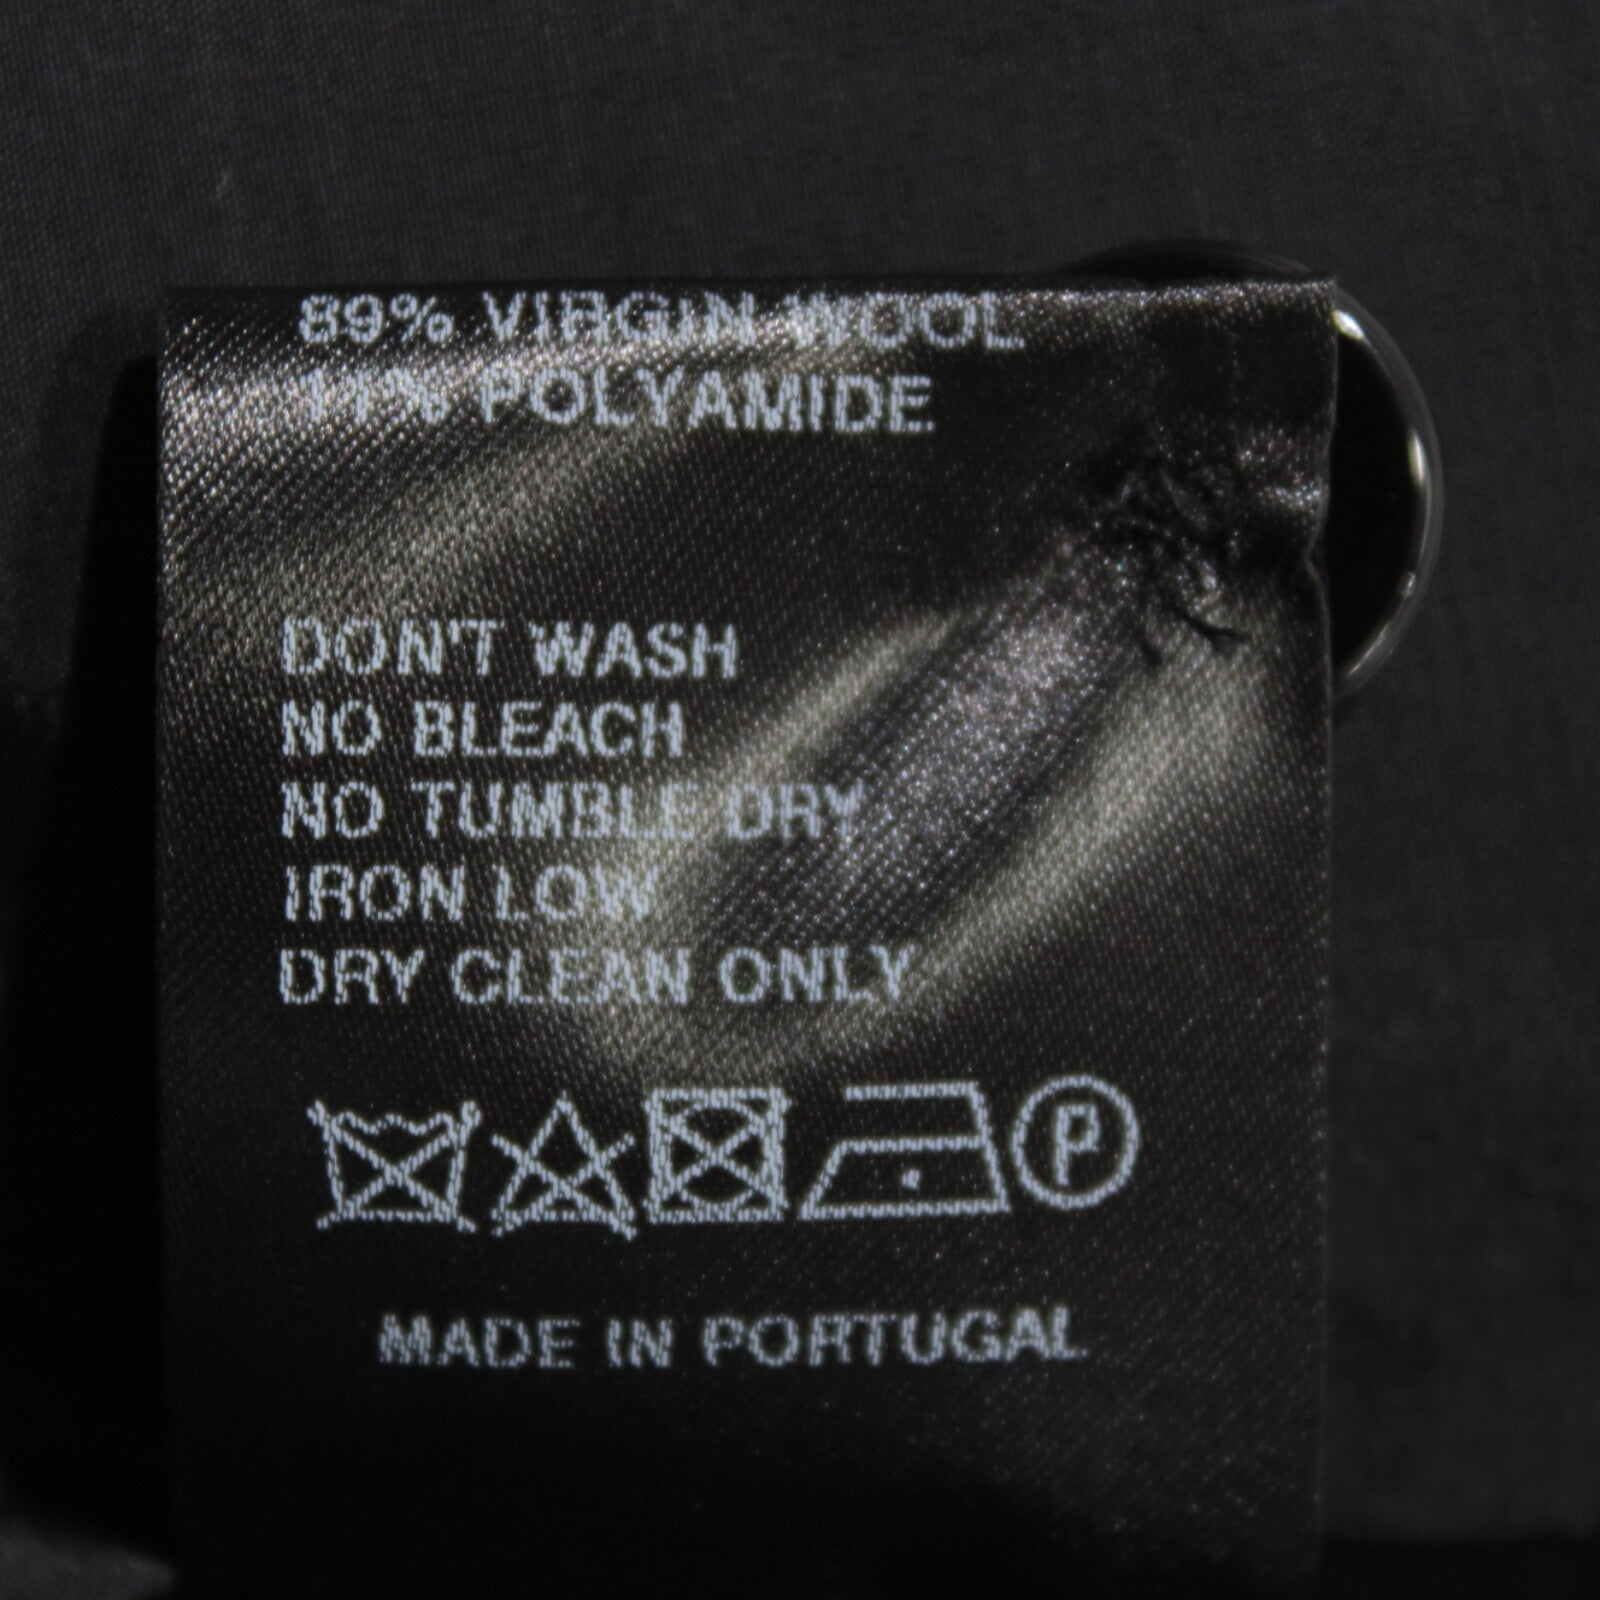 89% VIRGIN WOOL
11% POLYAMIDE
DON'T WASH
NO BLEACH
NO TUMBLE DRY
IRON LOW
DRY CLEAN ONLY
P
MADE IN PORTUGAL